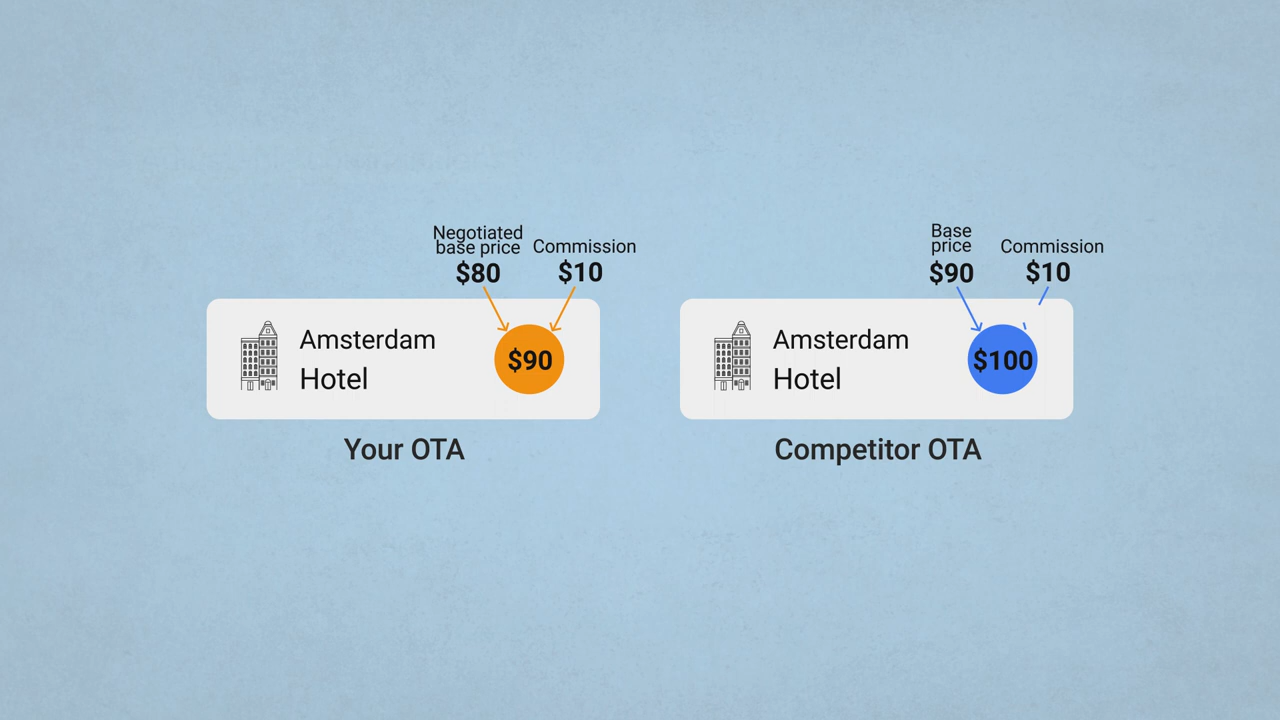 Negotiated
base price
$80
Commission
$10
Amsterdam
Hotel
$90
Your OTA
Base
price
$90
Commission
$10
Amsterdam
Hotel
$100
Competitor OTA